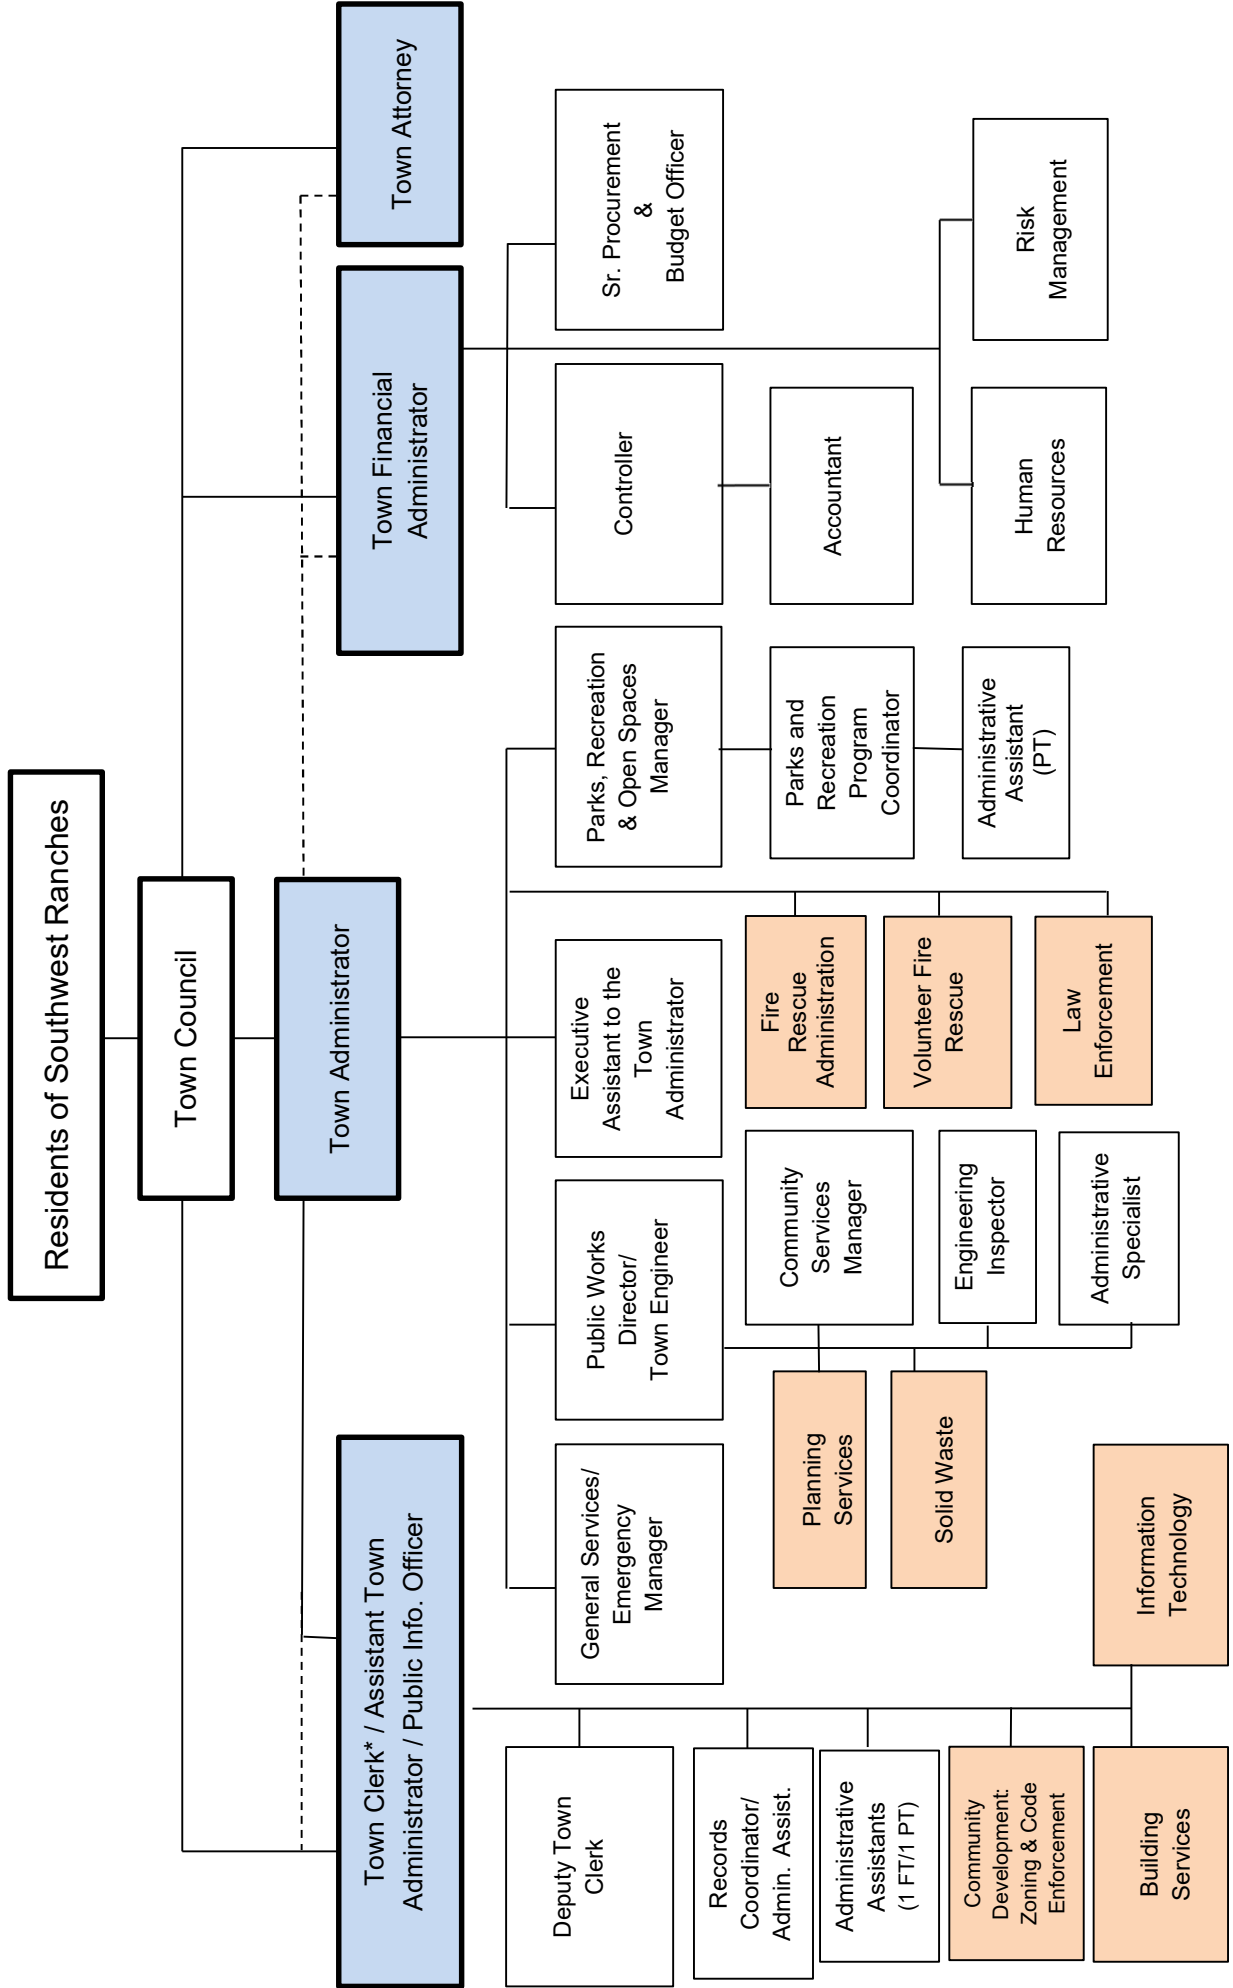 Residents of Southwest Ranches
Town Council
Town Administrator
Town Clerk* / Assistant Town
Administrator / Public Info. Officer
Town Financial
Administrator
Town Attorney
General Services/
Emergency
Manager
Public Works
Director/
Town Engineer
Executive
Assistant to the
Town
Administrator
Parks, Recreation
& Open Spaces
Manager
Controller
Sr. Procurement
&
Budget Officer
Deputy Town
Clerk
Records
Coordinator/
Admin. Assist.
Administrative
Assistants
(1 FT/1 PT)
Community
Development:
Zoning & Code
Enforcement
Building
Services
Information
Technology
Planning
Services
Solid Waste
Community
Services
Manager
Engineering
Inspector
Administrative
Specialist
Fire
Rescue
Administration
Volunteer Fire
Rescue
Law
Enforcement
Parks and
Recreation
Program
Coordinator
Administrative
Assistant
(PT)
Accountant
Human
Resources
Risk
Management